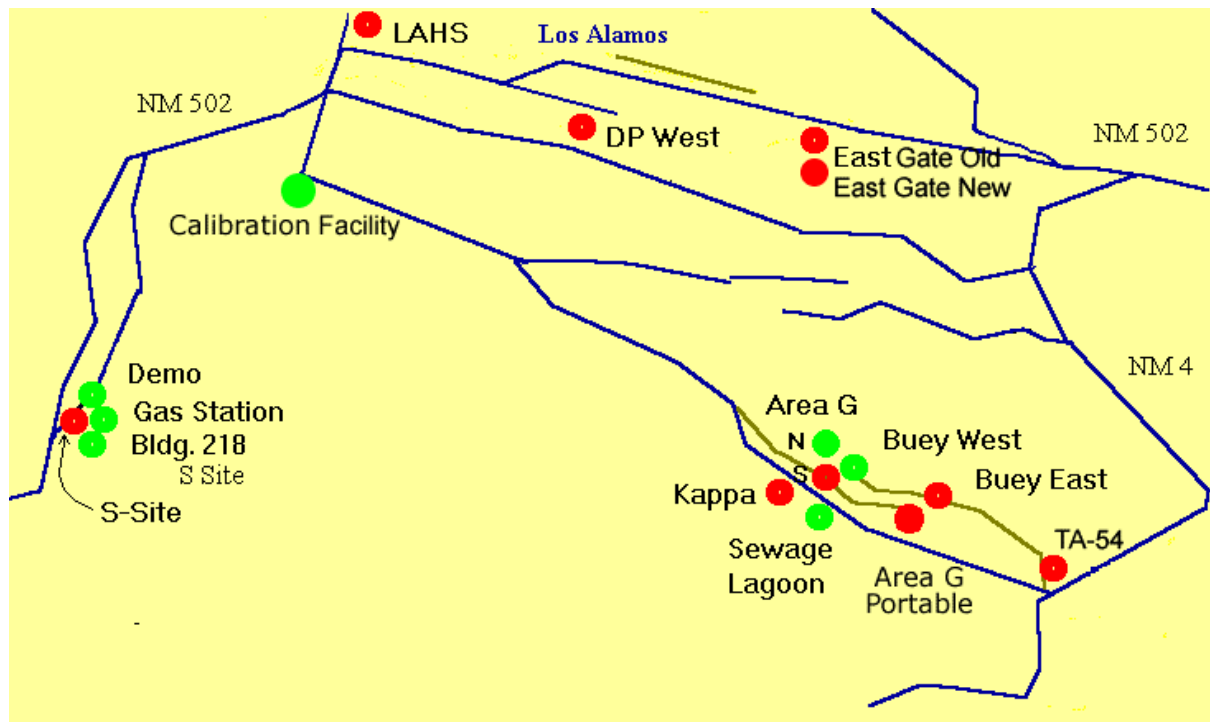 LAHS
Los Alamos
NM 502
DP West
NM 502
East Gate Old
East Gate New
Calibration Facility
NM 4
Demo
Gas Station
Bldg. 218
S Site
S-Site
Area G
N
S
Buey West
Buey East
Kappa
Sewage
Lagoon
Area G
Portable
TA-54